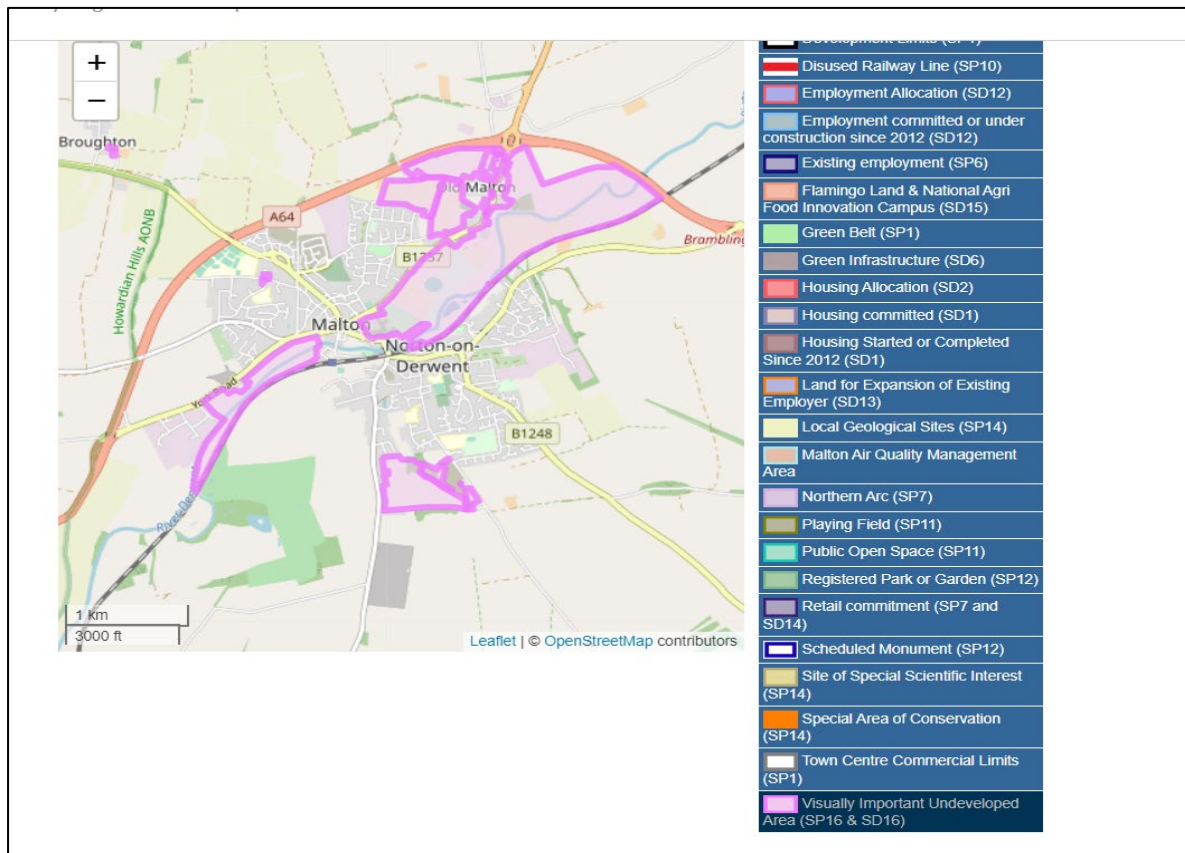 +
−
Broughton
Old Malton
A64
Howardian Hills AONB
B1257
Brambling
Malton
Norton-on-
Derwent
York Road
B1248
1 km
3000 ft
Leaflet | © OpenStreetMap contributors
Development Limits (SP1)
Disused Railway Line (SP10)
Employment Allocation (SD12)
Employment committed or under
construction since 2012 (SD12)
Existing employment (SP6)
Flamingo Land & National Agri
Food Innovation Campus (SD15)
Green Belt (SP1)
Green Infrastructure (SD6)
Housing Allocation (SD2)
Housing committed (SD1)
Housing Started or Completed
Since 2012 (SD1)
Land for Expansion of Existing
Employer (SD13)
Local Geological Sites (SP14)
Malton Air Quality Management
Area
Northern Arc (SP7)
Playing Field (SP11)
Public Open Space (SP11)
Registered Park or Garden (SP12)
Retail commitment (SP7 and
SD14)
Scheduled Monument (SP12)
Site of Special Scientific Interest
(SP14)
Special Area of Conservation
(SP14)
Town Centre Commercial Limits
(SP1)
Visually Important Undeveloped
Area (SP16 & SD16)